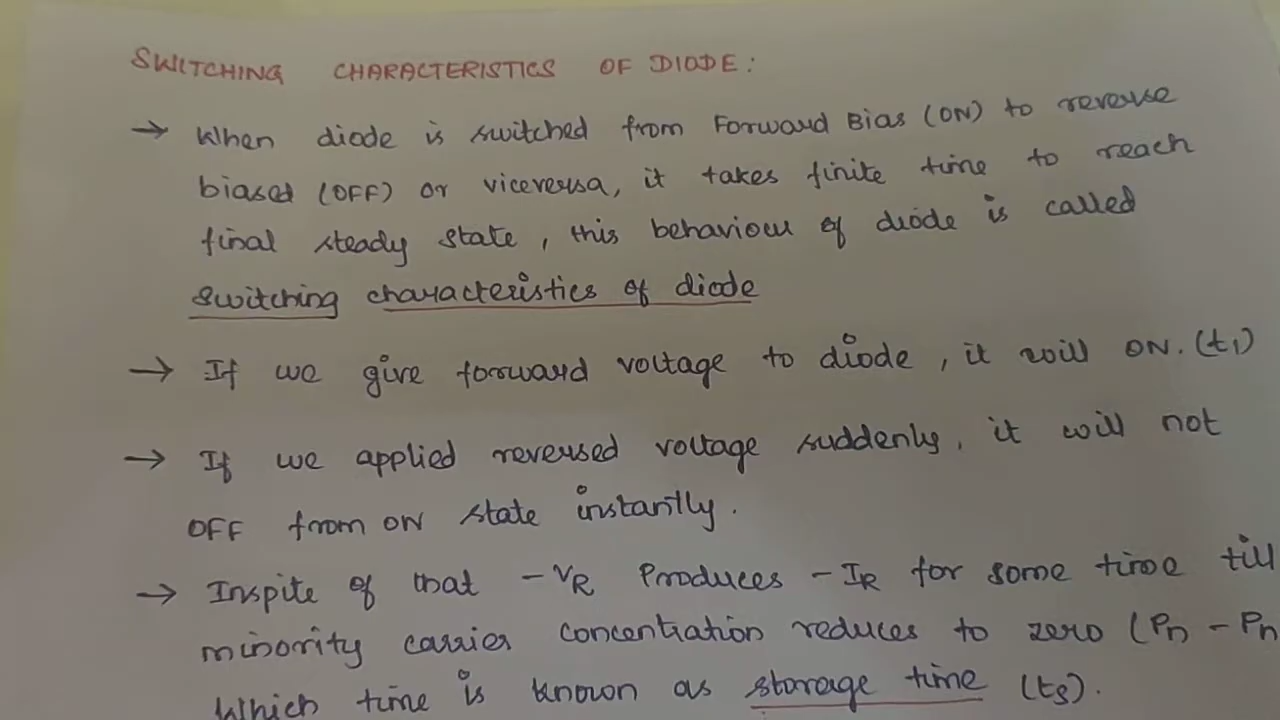 SWITCHING CHARACTERISTICS OF DIODE:
→ When diode is switched from Forward Bias (ON) to reverse
biased (OFF) or viceversa, it takes finite time to reach
final steady state, this behaviour of diode is called
switching characteristics of diode
→ If we give forward voltage to diode, it will ON. (t1)
→ If we applied reversed voltage suddenly, it will not
OFF from ON state instantly.
→ Inspite of that -VR Produces -IR for some time till
minority carrier concentration reduces to zero (Pn - Pn
Which time is known as storage time (ts).